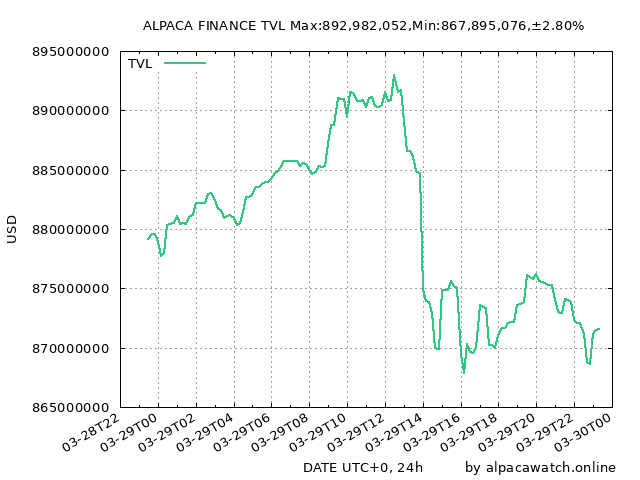 ALPACA FINANCE TVL Max:892,982,052,Min:867,895,076,±2.80%
TVL
895000000
890000000
885000000
880000000
875000000
870000000
865000000
USD
03-28T22
03-29T00
03-29T02
03-29T04
03-29T06
03-29T08
03-29T10
03-29T12
03-29T14
03-29T16
03-29T18
03-29T20
03-29T22
03-30T00
DATE UTC+0, 24h
by alpacawatch.online